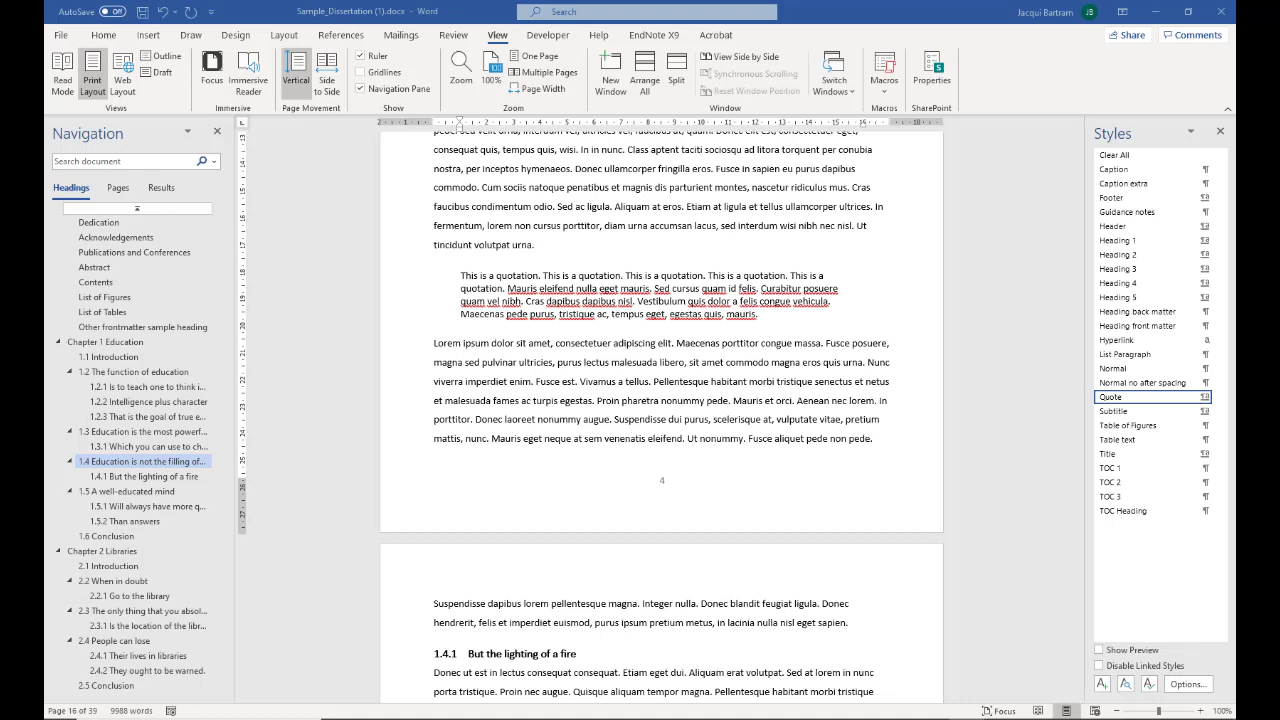 AutoSave Off
Sample_Dissertation (1).docx - Word
Search
Jacqui Bartram JB
File Home Insert Draw Design Layout References Mailings Review View Developer Help EndNote X9 Acrobat
Share Comments
Read Mode
Print Layout
Web Layout
Outline
Draft
Views
Focus
Immersive Reader
Immersive
Vertical
Side to Side
Page Movement
Ruler
Gridlines
Navigation Pane
Show
Zoom
100%
One Page
Multiple Pages
Page Width
Zoom
New Window
Arrange All
Split
View Side by Side
Synchronous Scrolling
Reset Window Position
Window
Switch Windows
Macros
Macros
Properties
SharePoint
Navigation
Search document
Headings Pages Results
Dedication
Acknowledgements
Publications and Conferences
Abstract
Contents
List of Figures
List of Tables
Other frontmatter sample heading
Chapter 1 Education
1.1 Introduction
1.2 The function of education
1.2.1 Is to teach one to think i...
1.2.2 Intelligence plus character
1.2.3 That is the goal of true e...
1.3 Education is the most powerf...
1.3.1 Which you can use to ch...
1.4 Education is not the filling of...
1.4.1 But the lighting of a fire
1.5 A well-educated mind
1.5.1 Will always have more q...
1.5.2 Than answers
1.6 Conclusion
Chapter 2 Libraries
2.1 Introduction
2.2 When in doubt
2.2.1 Go to the library
2.3 The only thing that you absol...
2.3.1 Is the location of the libr...
2.4 People can lose
2.4.1 Their lives in libraries
2.4.2 They ought to be warned.
2.5 Conclusion
consequat quis, tempus quis, wisi. In in nunc. Class aptent taciti sociosqu ad litora torquent per conubia
nostra, per inceptos hymenaeos. Donec ullamcorper fringilla eros. Fusce in sapien eu purus dapibus
commodo. Cum sociis natoque penatibus et magnis dis parturient montes, nascetur ridiculus mus. Cras
faucibus condimentum odio. Sed ac ligula. Aliquam at eros. Etiam at ligula et tellus ullamcorper ultrices. In
fermentum, lorem non cursus porttitor, diam urna accumsan lacus, sed interdum wisi nibh nec nisl. Ut
tincidunt volutpat urna.
This is a quotation. This is a quotation. This is a quotation. This is a quotation. This is a
quotation. Mauris eleifend nulla eget mauris. Sed cursus quam id felis. Curabitur posuere
quam vel nibh. Cras dapibus dapibus nisl. Vestibulum quis dolor a felis congue vehicula.
Maecenas pede purus, tristique ac, tempus eget, egestas quis, mauris.
Lorem ipsum dolor sit amet, consectetuer adipiscing elit. Maecenas porttitor congue massa. Fusce posuere,
magna sed pulvinar ultricies, purus lectus malesuada libero, sit amet commodo magna eros quis urna. Nunc
viverra imperdiet enim. Fusce est. Vivamus a tellus. Pellentesque habitant morbi tristique senectus et netus
et malesuada fames ac turpis egestas. Proin pharetra nonummy pede. Mauris et orci. Aenean nec lorem. In
porttitor. Donec laoreet nonummy augue. Suspendisse dui purus, scelerisque at, vulputate vitae, pretium
mattis, nunc. Mauris eget neque at sem venenatis eleifend. Ut nonummy. Fusce aliquet pede non pede.
4
Suspendisse dapibus lorem pellentesque magna. Integer nulla. Donec blandit feugiat ligula. Donec
hendrerit, felis et imperdiet euismod, purus ipsum pretium metus, in lacinia nulla nisl eget sapien.
1.4.1 But the lighting of a fire
Donec ut est in lectus consequat consequat. Etiam eget dui. Aliquam erat volutpat. Sed at lorem in nunc
porta tristique. Proin nec augue. Quisque aliquam tempor magna. Pellentesque habitant morbi tristique
Styles
Clear All
Caption
Caption extra
Footer
Guidance notes
Header
Heading 1
Heading 2
Heading 3
Heading 4
Heading 5
Heading back matter
Heading front matter
Hyperlink
List Paragraph
Normal
Normal no after spacing
Quote
Subtitle
Table of Figures
Table text
Title
TOC 1
TOC 2
TOC 3
TOC Heading
Show Preview
Disable Linked Styles
Options...
Page 16 of 39 9988 words
Focus
100%